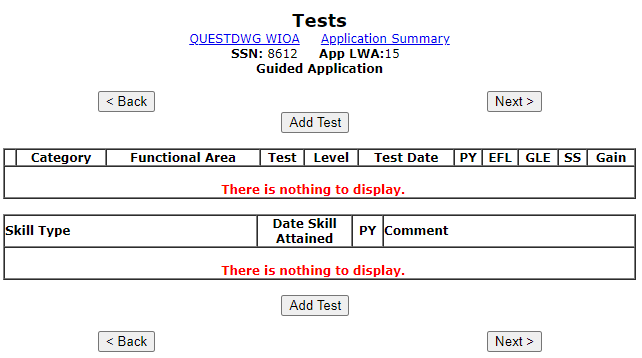 Tests
QUESTDWG WIOA Application Summary
SSN: 8612 App LWA:15
Guided Application
< Back Next >
Add Test
Category Functional Area Test Level Test Date PY EFL GLE SS Gain
There is nothing to display.
Skill Type Date Skill Attained PY Comment
There is nothing to display.
Add Test
< Back Next >